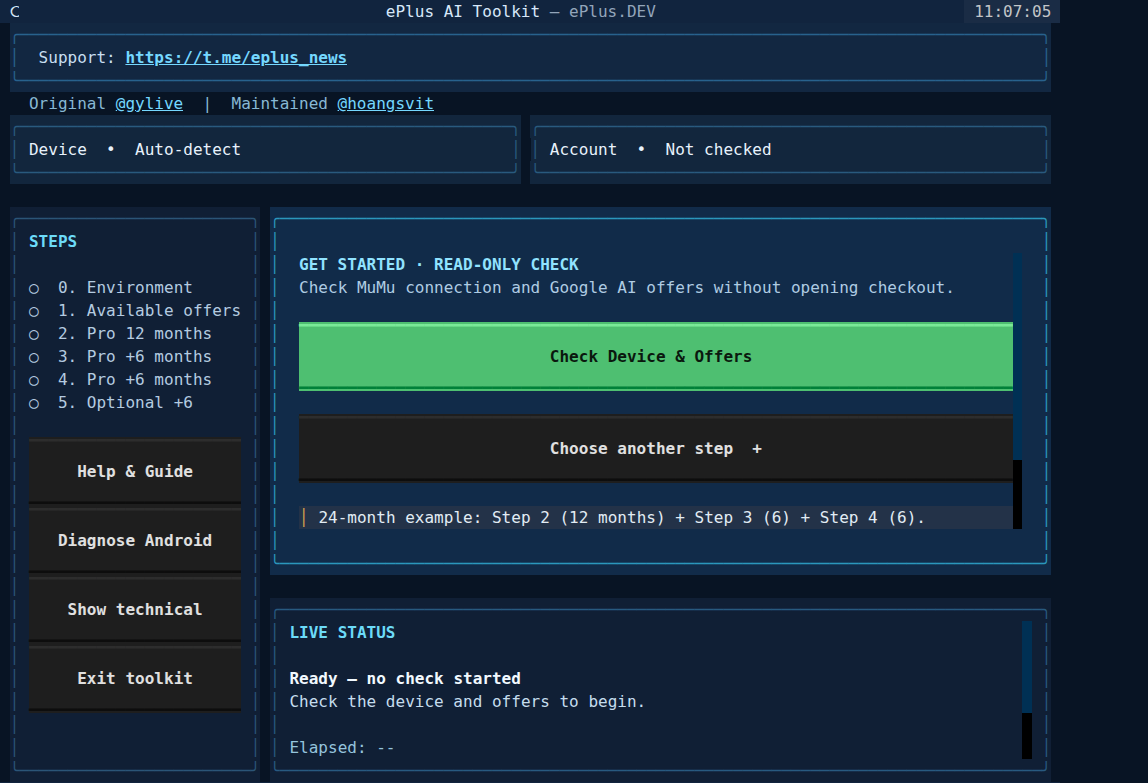 C
ePlus AI Toolkit — ePlus.DEV
11:07:05
Support: https://t.me/eplus_news
Original @gylive | Maintained @hoangsvit
Device • Auto-detect
Account • Not checked
STEPS
○ 0. Environment
○ 1. Available offers
○ 2. Pro 12 months
○ 3. Pro +6 months
○ 4. Pro +6 months
○ 5. Optional +6
Help & Guide
Diagnose Android
Show technical
Exit toolkit
GET STARTED · READ-ONLY CHECK
Check MuMu connection and Google AI offers without opening checkout.
Check Device & Offers
Choose another step +
24-month example: Step 2 (12 months) + Step 3 (6) + Step 4 (6).
LIVE STATUS
Ready — no check started
Check the device and offers to begin.
Elapsed: --